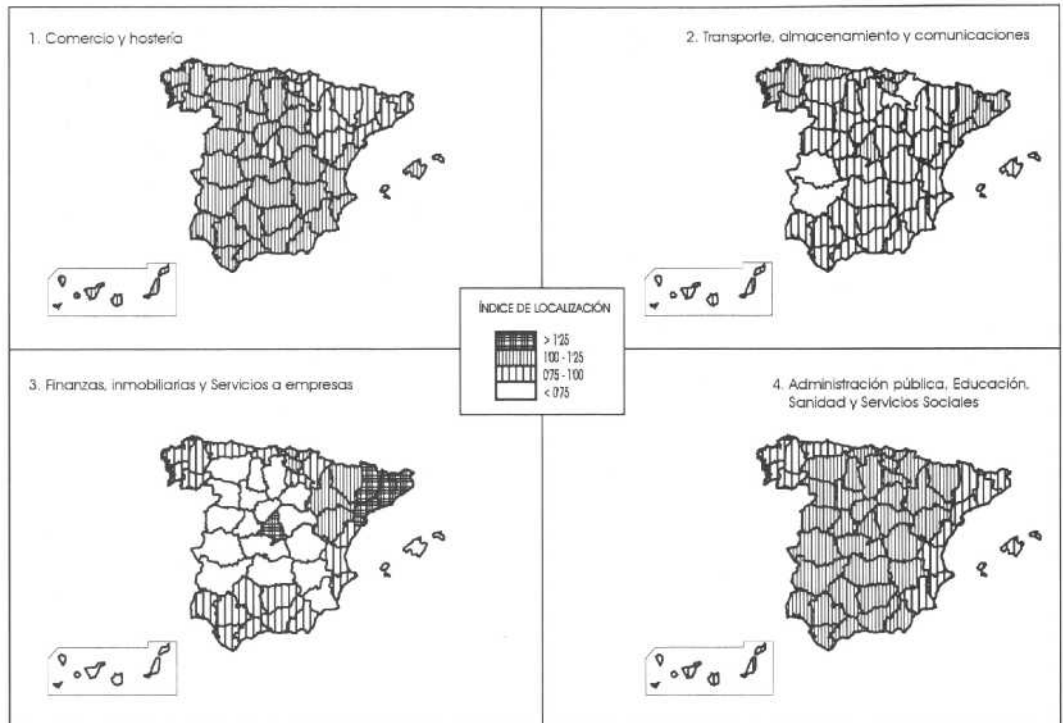 1. Comercio y hostería
2. Transporte, almacenamiento y comunicaciones
ÍNDICE DE LOCALIZACIÓN
> 1'25
1'00 - 1'25
0'75 - 1'00
< 0'75
3. Finanzas, inmobiliarias y Servicios a empresas
4. Administración pública, Educación,
Sanidad y Servicios Sociales